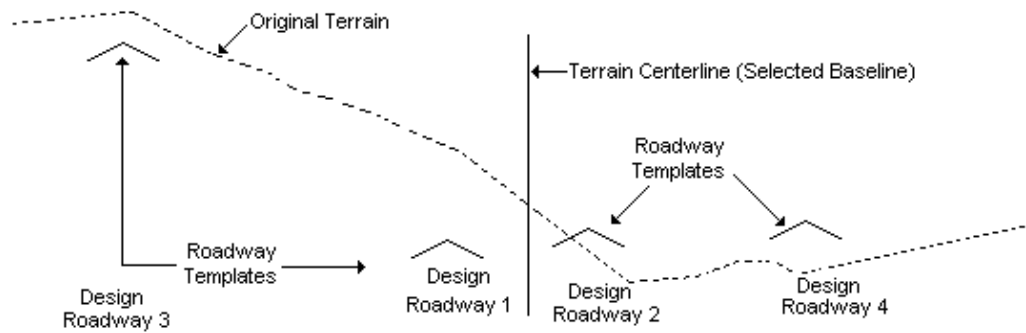 Original Terrain
Terrain Centerline (Selected Baseline)
Roadway
Templates
Roadway
Templates
Design
Roadway 3
Design
Roadway 1
Design
Roadway 2
Design
Roadway 4